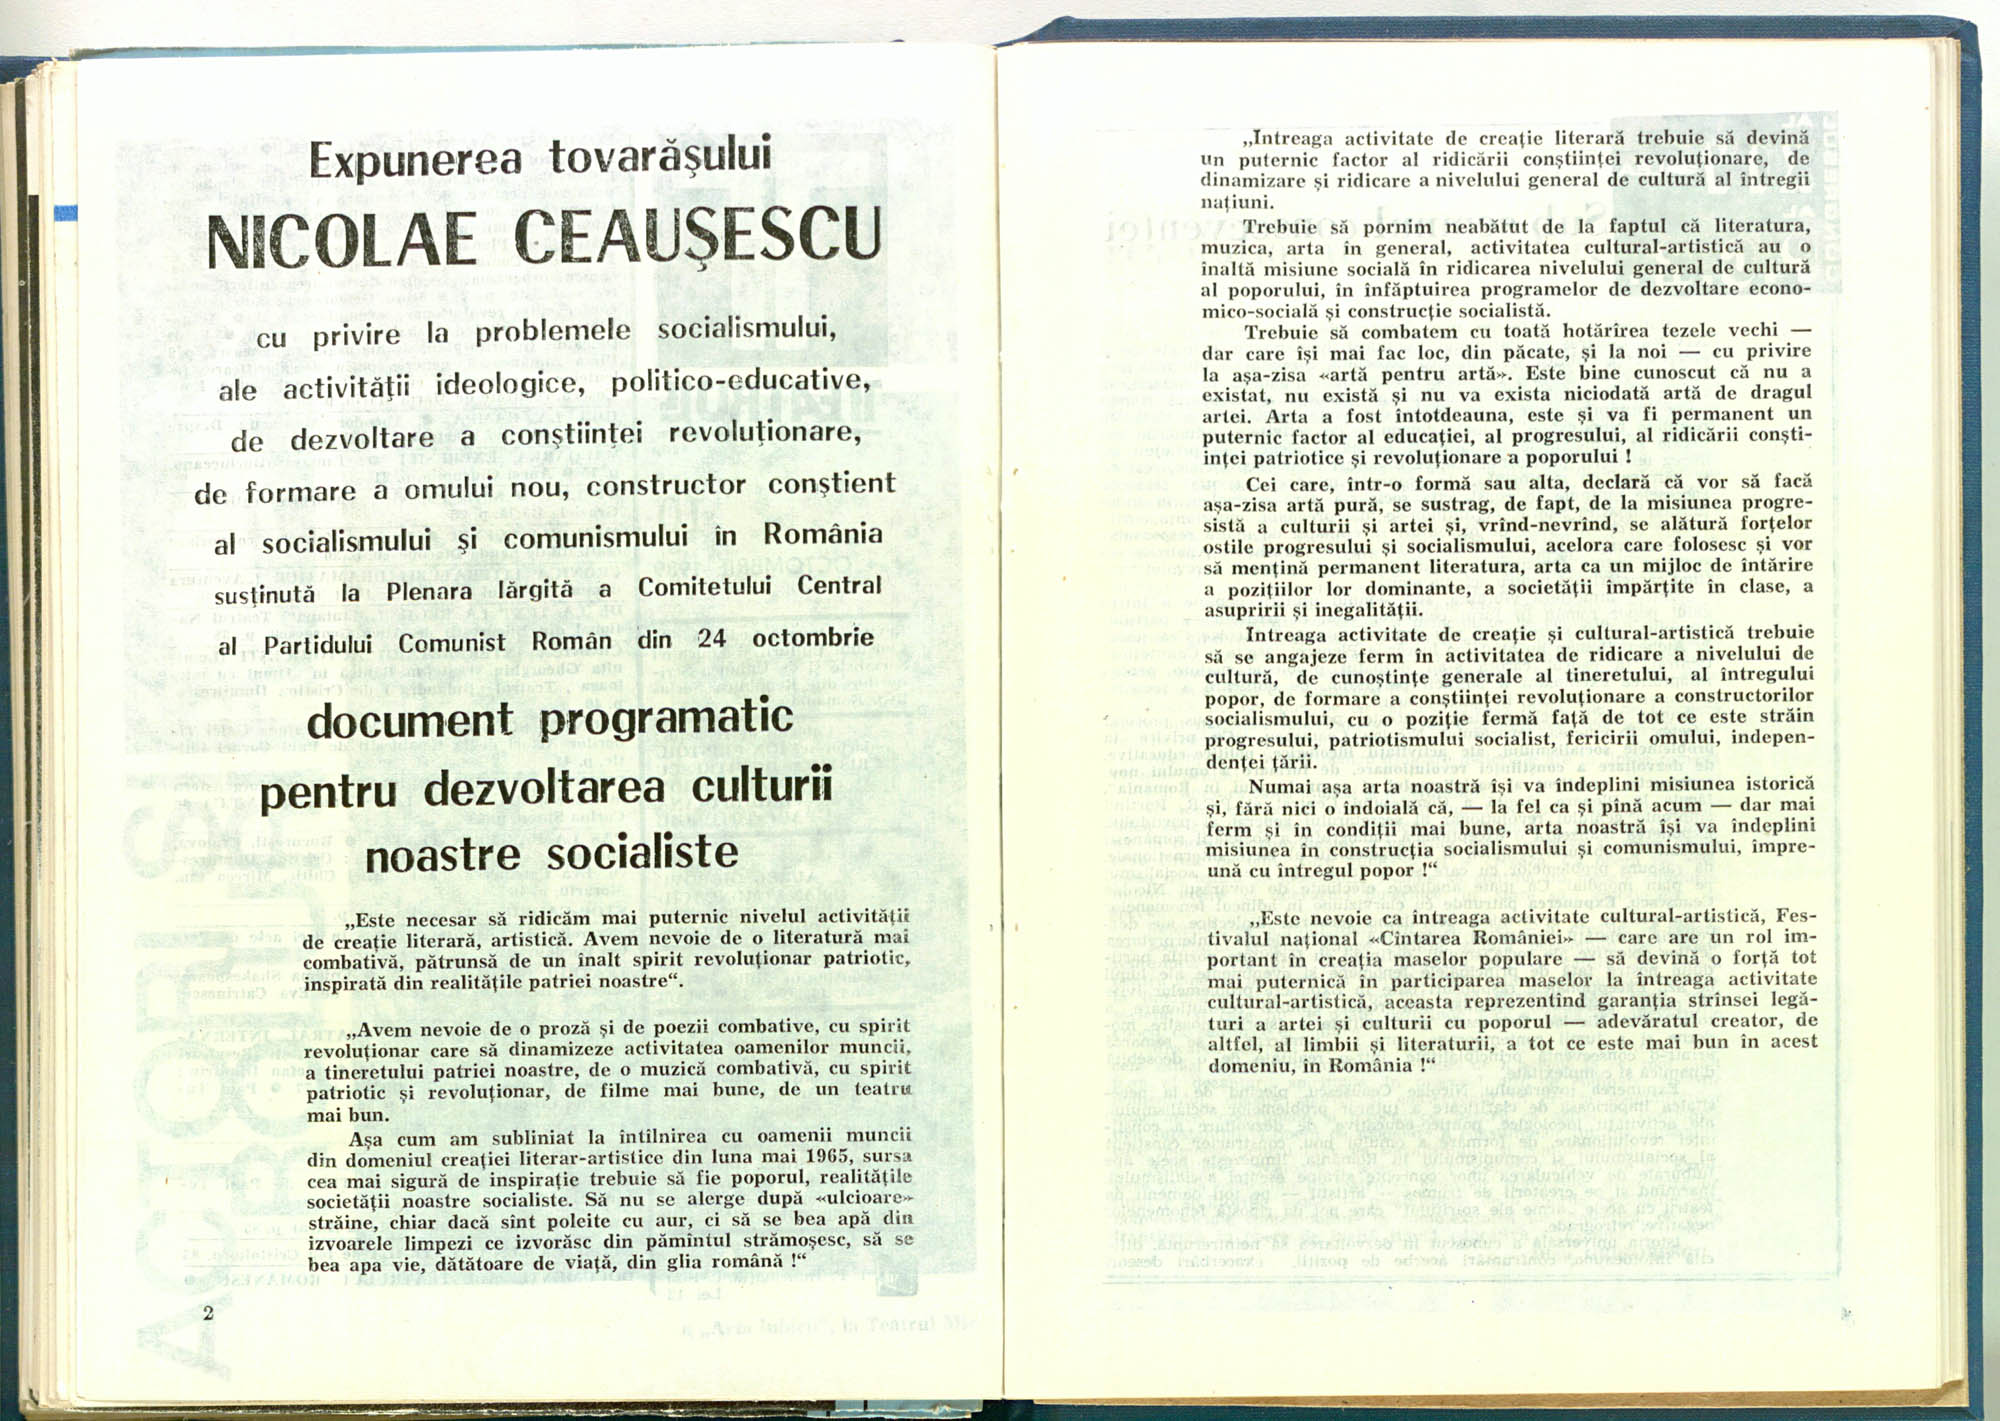 Expunerea tovarăşului
NICOLAE CEAUŞESCU
cu privire la problemele socialismului,
ale activităţii ideologice, politico-educative,
de dezvoltare a conştiinţei revoluţionare,
de formare a omului nou, constructor conştient
al socialismului şi comunismului în România
susţinută la Plenara lărgită a Comitetului Central
al Partidului Comunist Român din 24 octombrie
document programatic
pentru dezvoltarea culturii
noastre socialiste
„Este necesar să ridicăm mai puternic nivelul activităţii
de creaţie literară, artistică. Avem nevoie de o literatură mai
combativă, pătrunsă de un înalt spirit revoluţionar patriotic,
inspirată din realităţile patriei noastre“.
„Avem nevoie de o proză şi de poezii combative, cu spirit
revoluţionar care să dinamizeze activitatea oamenilor muncii,
a tineretului patriei noastre, de o muzică combativă, cu spirit
patriotic şi revoluţionar, de filme mai bune, de un teatru
mai bun.
Aşa cum am subliniat la întîlnirea cu oamenii muncii
din domeniul creaţiei literar-artistice din luna mai 1965, sursa
cea mai sigură de inspiraţie trebuie să fie poporul, realităţile
societăţii noastre socialiste. Să nu se alerge după «ulcioare»
străine, chiar dacă sînt poleite cu aur, ci să se bea apă din
izvoarele limpezi ce izvorăsc din pămîntul strămoşesc, să se
bea apa vie, dătătoare de viaţă, din glia română !“
2
„Intreaga activitate de creaţie literară trebuie să devină
un puternic factor al ridicării conştiinţei revoluţionare, de
dinamizare şi ridicare a nivelului general de cultură al întregii
naţiuni.
Trebuie să pornim neabătut de la faptul că literatura,
muzica, arta în general, activitatea cultural-artistică au o
înaltă misiune socială în ridicarea nivelului general de cultură
al poporului, în înfăptuirea programelor de dezvoltare econo-
mico-socială şi construcţie socialistă.
Trebuie să combatem cu toată hotărîrea tezele vechi —
dar care îşi mai fac loc, din păcate, şi la noi — cu privire
la aşa-zisa «artă pentru artă». Este bine cunoscut că nu a
existat, nu există şi nu va exista niciodată artă de dragul
artei. Arta a fost întotdeauna, este şi va fi permanent un
puternic factor al educaţiei, al progresului, al ridicării conşti-
inţei patriotice şi revoluţionare a poporului !
Cei care, într-o formă sau alta, declară că vor să facă
aşa-zisa artă pură, se sustrag, de fapt, de la misiunea progre-
sistă a culturii şi artei şi, vrînd-nevrînd, se alătură forţelor
ostile progresului şi socialismului, acelora care folosesc şi vor
să menţină permanent literatura, arta ca un mijloc de întărire
a poziţiilor lor dominante, a societăţii împărţite în clase, a
asupririi şi inegalităţii.
Intreaga activitate de creaţie şi cultural-artistică trebuie
să se angajeze ferm în activitatea de ridicare a nivelului de
cultură, de cunoştinţe generale al tineretului, al întregului
popor, de formare a conştiinţei revoluţionare a constructorilor
socialismului, cu o poziţie fermă faţă de tot ce este străin
progresului, patriotismului socialist, fericirii omului, indepen-
denţei ţării.
Numai aşa arta noastră îşi va îndeplini misiunea istorică
şi, fără nici o îndoială că, — la fel ca şi pînă acum — dar mai
ferm şi în condiţii mai bune, arta noastră îşi va îndeplini
misiunea în construcţia socialismului şi comunismului, împre-
ună cu întregul popor !“
„Este nevoie ca întreaga activitate cultural-artistică, Fes-
tivalul naţional «Cîntarea României» — care are un rol im-
portant în creaţia maselor populare — să devină o forţă tot
mai puternică în participarea maselor la întreaga activitate
cultural-artistică, aceasta reprezentînd garanţia strînsei legă-
turi a artei şi culturii cu poporul — adevăratul creator, de
altfel, al limbii şi literaturii, a tot ce este mai bun în acest
domeniu, în România !“